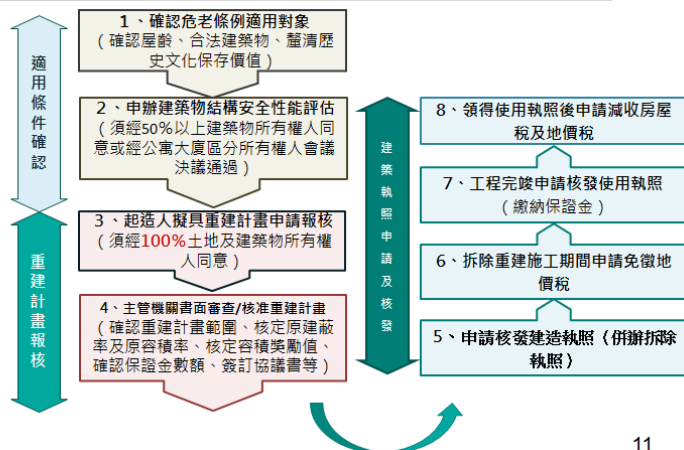 適用條件確認
重建計畫報核
1、確認危老條例適用對象
（確認屋齡、合法建築物、釐清歷
史文化保存價值）
2、申辦建築物結構安全性能評估
（須經50%以上建築物所有權人同
意或經公寓大廈區分所有權人會議
決議通過）
3、起造人擬具重建計畫申請報核
（須經100%土地及建築物所有權
人同意）
4、主管機關書面審查/核准重建計畫
（確認重建計畫範圍、核定原建蔽
率及原容積率、核定容積獎勵值、
確認保證金數額、簽訂協議書等）
建築執照申請及核發
5、申請核發建造執照（併辦拆除
執照）
6、拆除重建施工期間申請免徵地
價稅
7、工程完竣申請核發使用執照
（繳納保證金）
8、領得使用執照後申請減收房屋
稅及地價稅
11